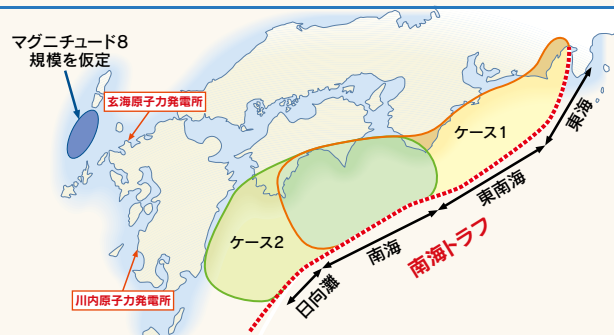 マグニチュード8
規模を仮定
玄海原子力発電所
ケース1
東海
東南海
ケース2
南海
南海トラフ
日向灘
川内原子力発電所